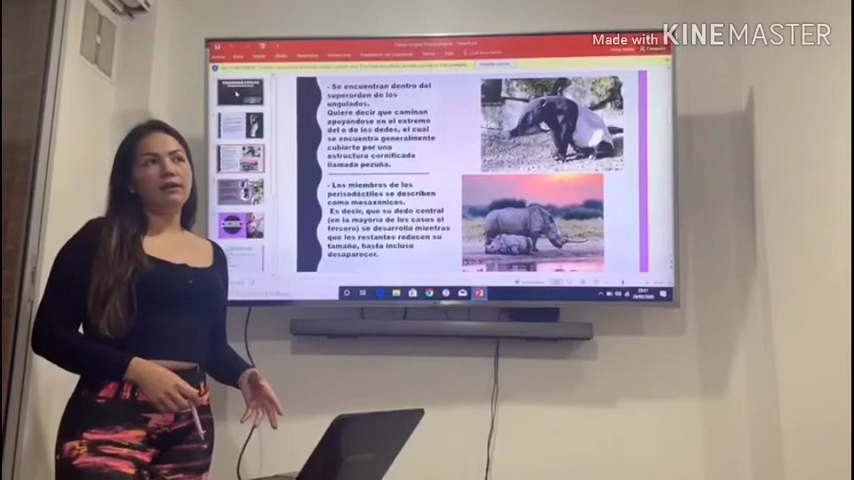 Made with KINEMASTER
- Se encuentran dentro del
superorden de los
ungulados.
Quiere decir que caminan
apoyándose en el extremo
del o de los dedos, el cual
se encuentra generalmente
cubierto por una
estructura cornificada
llamada pezuña.
- Los miembros de los
perisodáctilos se describen
como mesaxónicos.
Es decir, que su dedo central
(en la mayoría de los casos el
tercero) se desarrolla mientras
que los restantes reducen su
tamaño, hasta incluso
desaparecer.